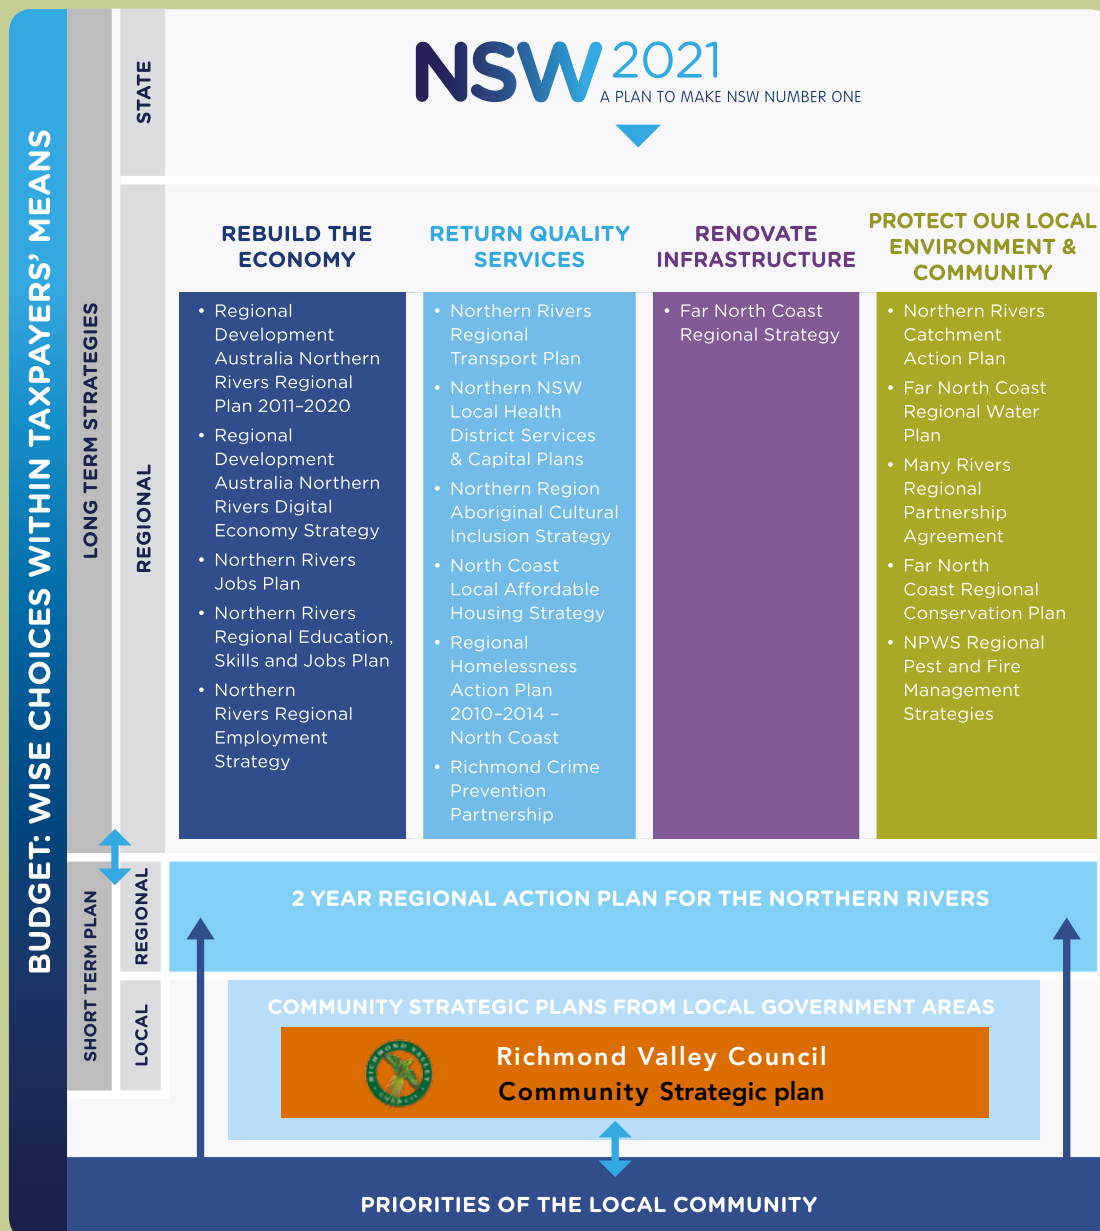 BUDGET: WISE CHOICES WITHIN TAXPAYERS' MEANS
LONG TERM STRATEGIES
STATE
NSW 2021
A PLAN TO MAKE NSW NUMBER ONE
REGIONAL
REBUILD THE
ECONOMY
• Regional
Development
Australia Northern
Rivers Regional
Plan 2011–2020
• Regional
Development
Australia Northern
Rivers Digital
Economy Strategy
• Northern Rivers
Jobs Plan
• Northern Rivers
Regional Education,
Skills and Jobs Plan
• Northern
Rivers Regional
Employment
Strategy
RETURN QUALITY
SERVICES
• Northern Rivers
Regional
Transport Plan
• Northern NSW
Local Health
District Services
& Capital Plans
• Northern Region
Aboriginal Cultural
Inclusion Strategy
• North Coast
Local Affordable
Housing Strategy
• Regional
Homelessness
Action Plan
2010–2014 –
North Coast
• Richmond Crime
Prevention
Partnership
RENOVATE
INFRASTRUCTURE
• Far North Coast
Regional Strategy
PROTECT OUR LOCAL
ENVIRONMENT &
COMMUNITY
• Northern Rivers
Catchment
Action Plan
• Far North Coast
Regional Water
Plan
• Many Rivers
Regional
Partnership
Agreement
• Far North
Coast Regional
Conservation Plan
• NPWS Regional
Pest and Fire
Management
Strategies
SHORT TERM PLAN
REGIONAL
2 YEAR REGIONAL ACTION PLAN FOR THE NORTHERN RIVERS
LOCAL
COMMUNITY STRATEGIC PLANS FROM LOCAL GOVERNMENT AREAS
RICHMOND VALLEY
COUNCIL
Richmond Valley Council
Community Strategic plan
PRIORITIES OF THE LOCAL COMMUNITY